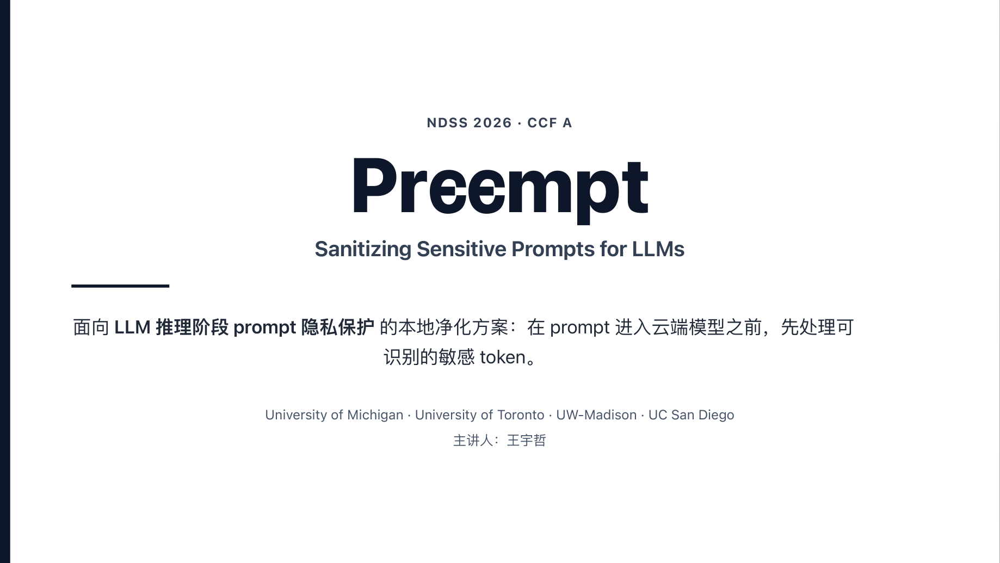 NDSS 2026 · CCF A
Preempt
Sanitizing Sensitive Prompts for LLMs
面向 LLM 推理阶段 prompt 隐私保护 的本地净化方案：在 prompt 进入云端模型之前，先处理可
识别的敏感 token。
University of Michigan · University of Toronto · UW-Madison · UC San Diego
主讲人：王宇哲